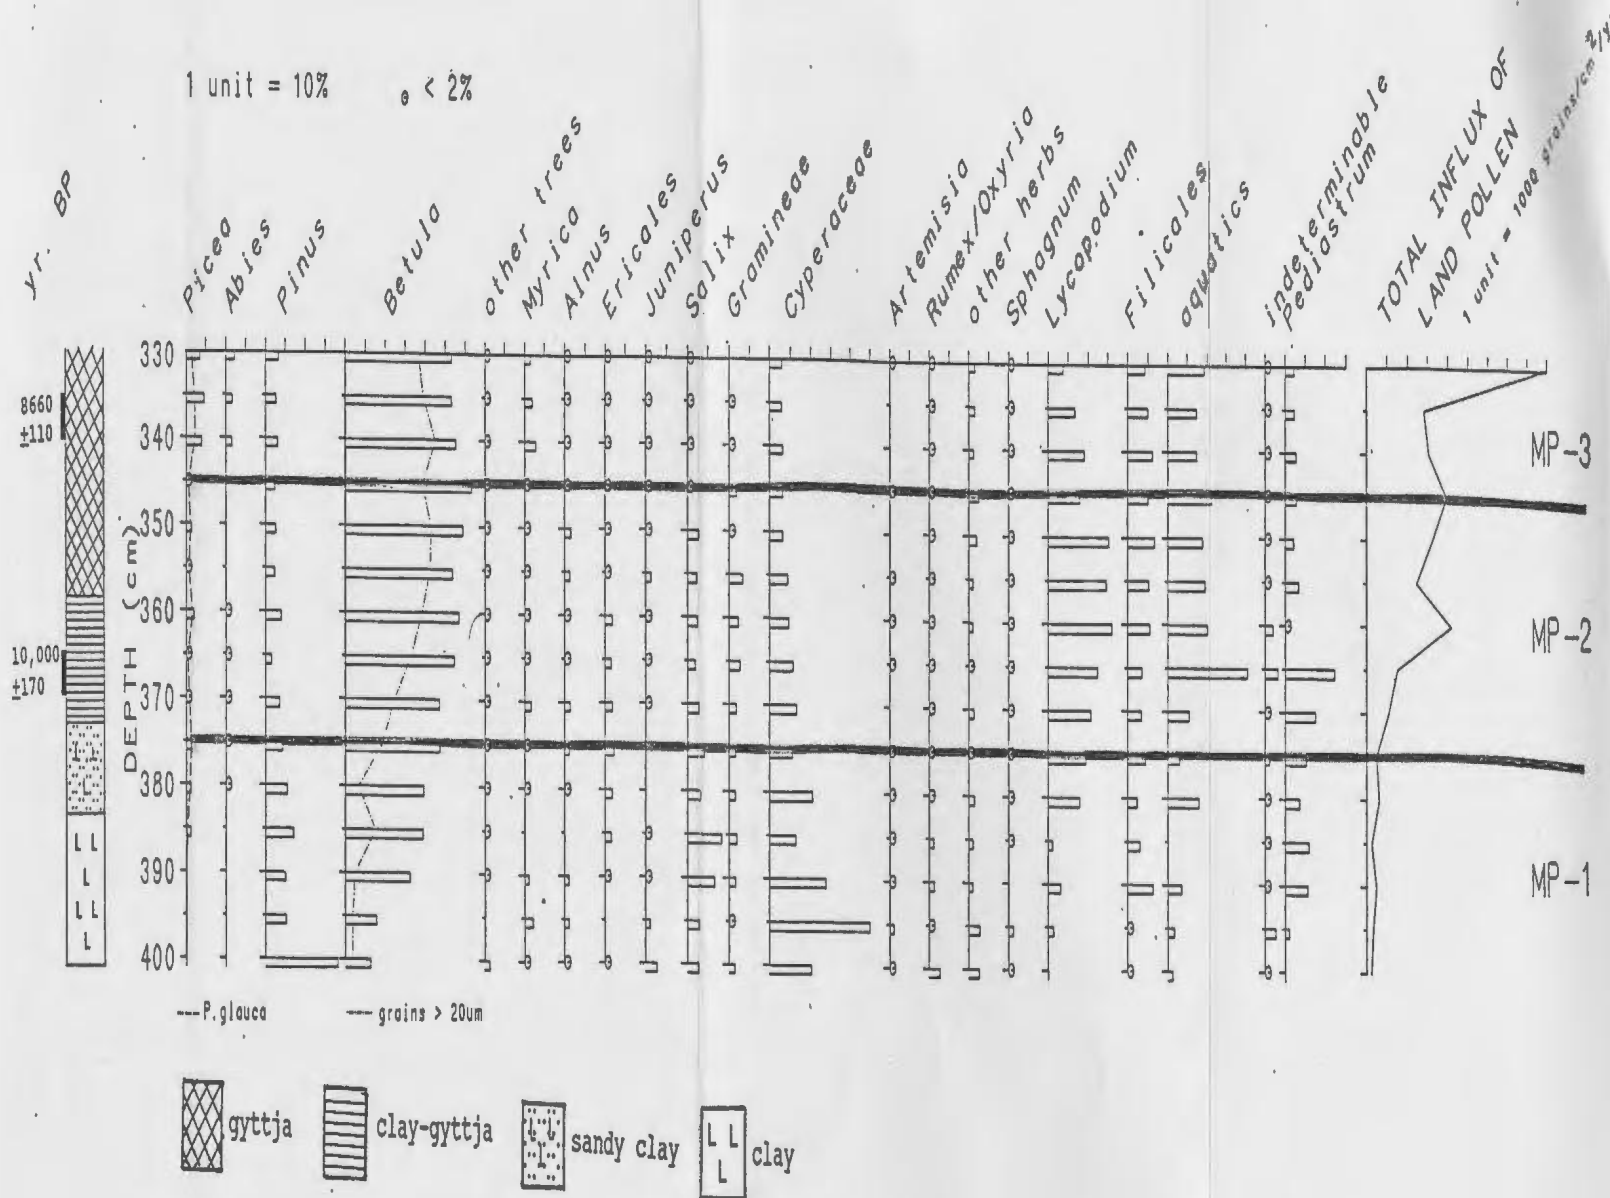 1 unit = 10% < 2%
yr. BP
Picea
Abies
Pinus
Betula
other trees
Myrica
Alnus
Ericales
Juniperus
Salix
Gramineae
Cyperaceae
Artemisia
Rumex/Oxyria
other herbs
Sphagnum
Lycopodium
Filicales
aquatics
indeterminable
Pediastrum
TOTAL INFLUX OF
LAND POLLEN
1 unit = 1000 grains/cm²/y
DEPTH (cm)
330
340
350
360
370
380
390
400
8660
±110
10,000
±170
MP-3
MP-2
MP-1
---P.glauca
---grains > 20um
gyttja
clay-gyttja
sandy clay
clay